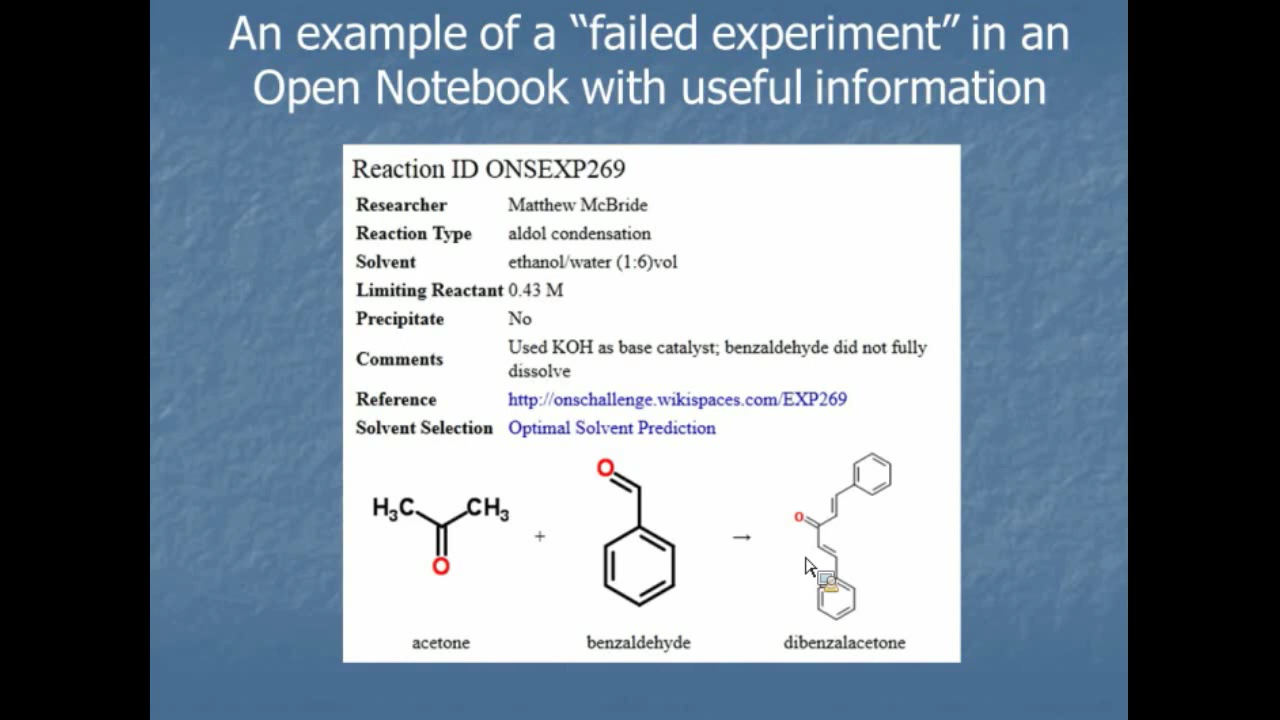 An example of a “failed experiment” in an
Open Notebook with useful information
Reaction ID ONSEXP269
Researcher Matthew McBride
Reaction Type aldol condensation
Solvent ethanol/water (1:6)vol
Limiting Reactant 0.43 M
Precipitate No
Comments Used KOH as base catalyst; benzaldehyde did not fully
dissolve
Reference http://onschallenge.wikispaces.com/EXP269
Solvent Selection Optimal Solvent Prediction
H₃C CH₃
O
+
O
→
O
acetone benzaldehyde dibenzalacetone